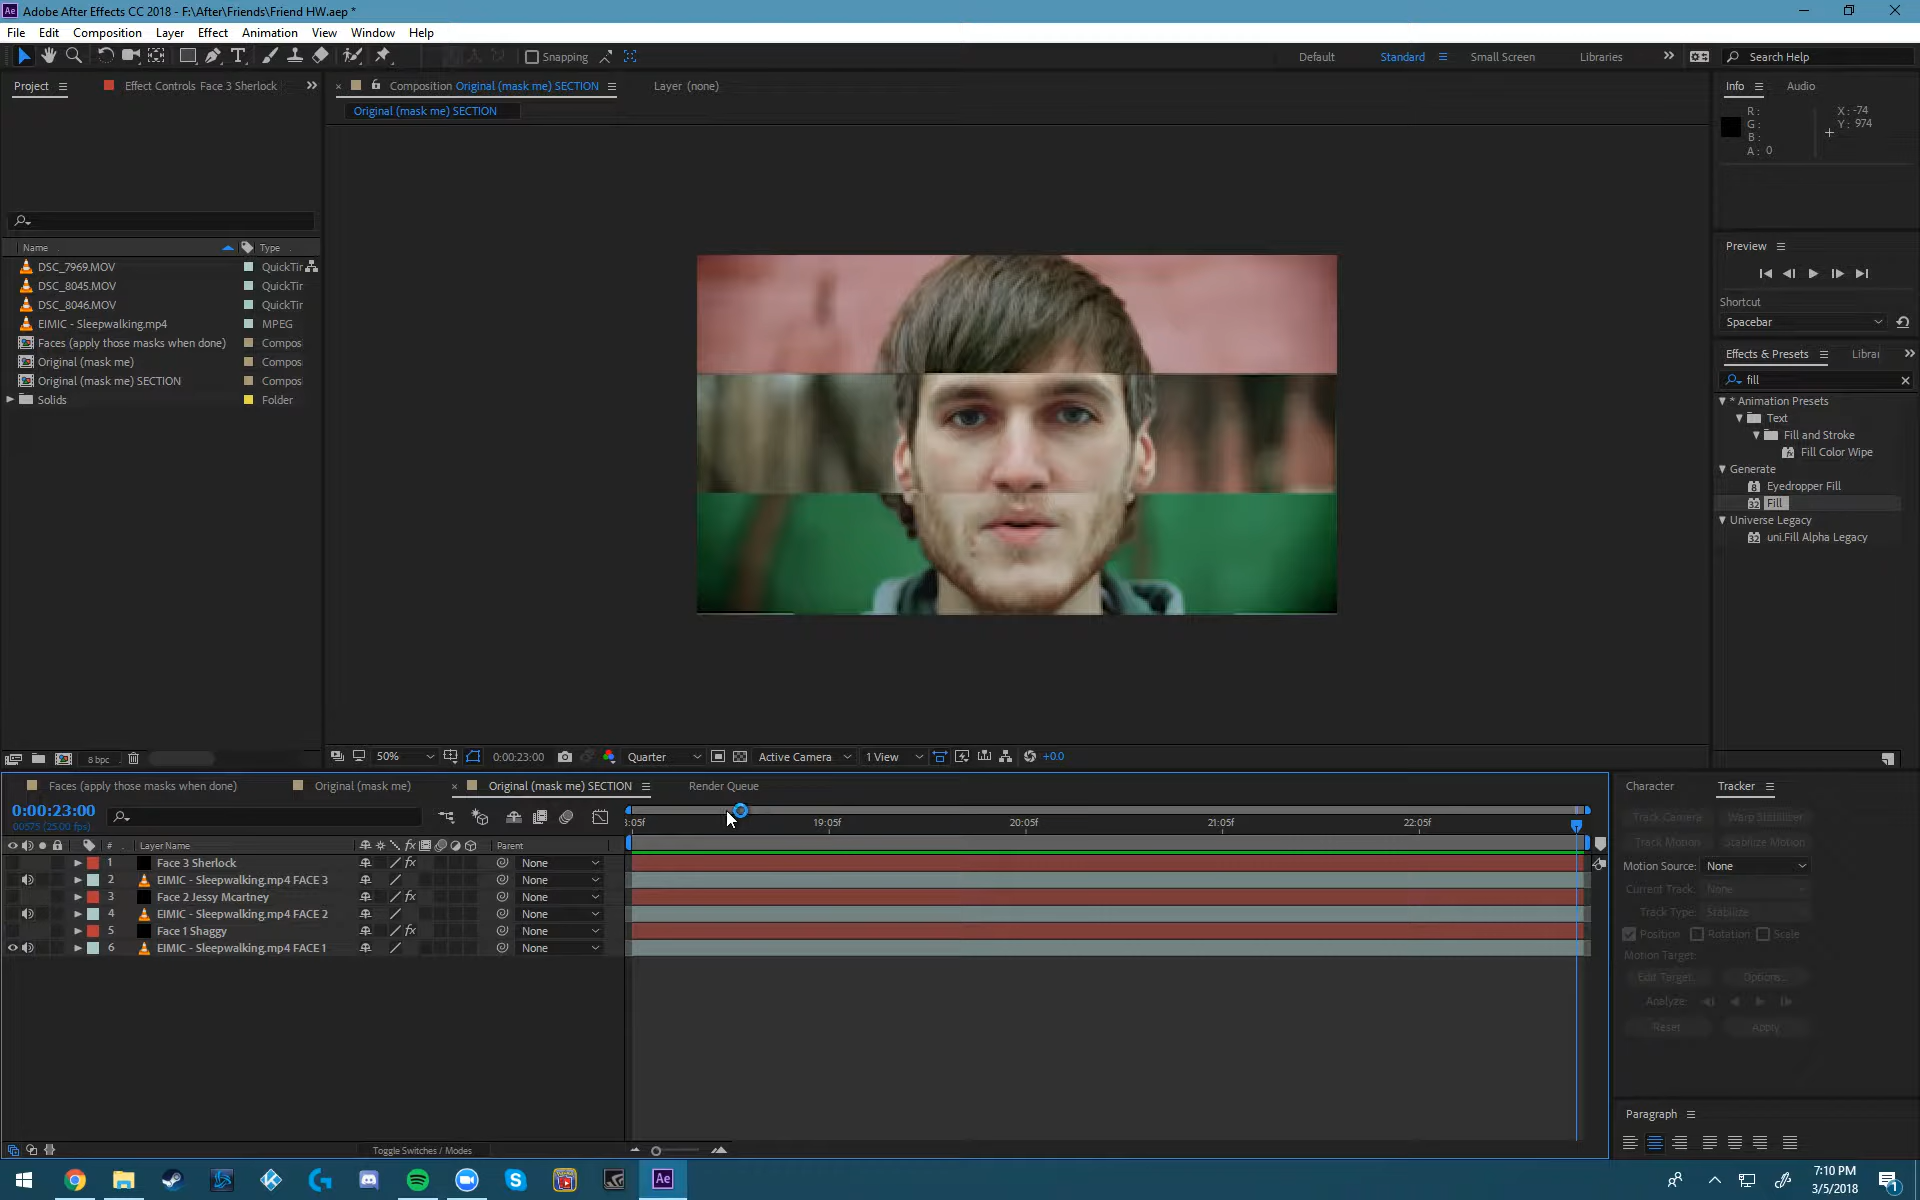 Adobe After Effects CC 2018 - F:\After\Friends\Friend HW.aep *
File Edit Composition Layer Effect Animation View Window Help
Snapping
Default Standard Small Screen Libraries Search Help
Project Effect Controls Face 3 Sherlock
Composition Original (mask me) SECTION
Layer (none)
Original (mask me) SECTION
Info Audio
R :
G :
B :
A : 0
X : -74
Y : 974
Name Type
DSC_7969.MOV QuickTir
DSC_8045.MOV QuickTir
DSC_8046.MOV QuickTir
EIMIC - Sleepwalking.mp4 MPEG
Faces (apply those masks when done) Compos
Original (mask me) Compos
Original (mask me) SECTION Compos
Solids Folder
Preview
Shortcut
Spacebar
Effects & Presets Librai
fill
* Animation Presets
Text
Fill and Stroke
Fill Color Wipe
Generate
Eyedropper Fill
Fill
Universe Legacy
uni.Fill Alpha Legacy
8 bpc
50% 0:00:23:00 Quarter Active Camera 1 View +0.0
Faces (apply those masks when done) Original (mask me) Original (mask me) SECTION Render Queue
0:00:23:00
00575 (25.00 fps)
:05f 19:05f 20:05f 21:05f 22:05f
# Layer Name Parent
1 Face 3 Sherlock None
2 EIMIC - Sleepwalking.mp4 FACE 3 None
3 Face 2 Jessy Mcartney None
4 EIMIC - Sleepwalking.mp4 FACE 2 None
5 Face 1 Shaggy None
6 EIMIC - Sleepwalking.mp4 FACE 1 None
Toggle Switches / Modes
Character Tracker
Track Camera Warp Stabilizer
Track Motion Stabilize Motion
Motion Source: None
Current Track: None
Track Type: Stabilize
Position Rotation Scale
Motion Target:
Edit Target... Options...
Analyze:
Reset Apply
Paragraph
7:10 PM
3/5/2018